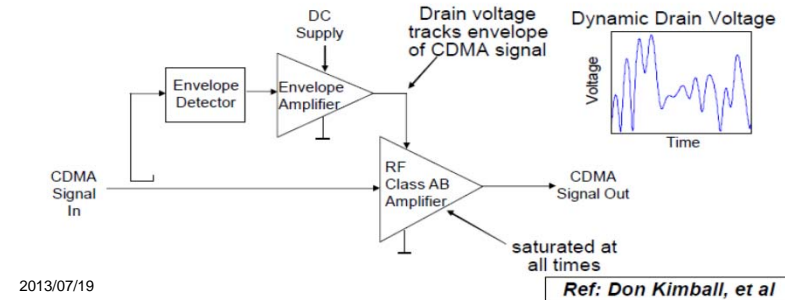 DC
Supply
Drain voltage
tracks envelope
of CDMA signal
Dynamic Drain Voltage
Voltage
Time
Envelope
Detector
Envelope
Amplifier
CDMA
Signal
In
RF
Class AB
Amplifier
CDMA
Signal Out
saturated at
all times
2013/07/19
Ref: Don Kimball, et al